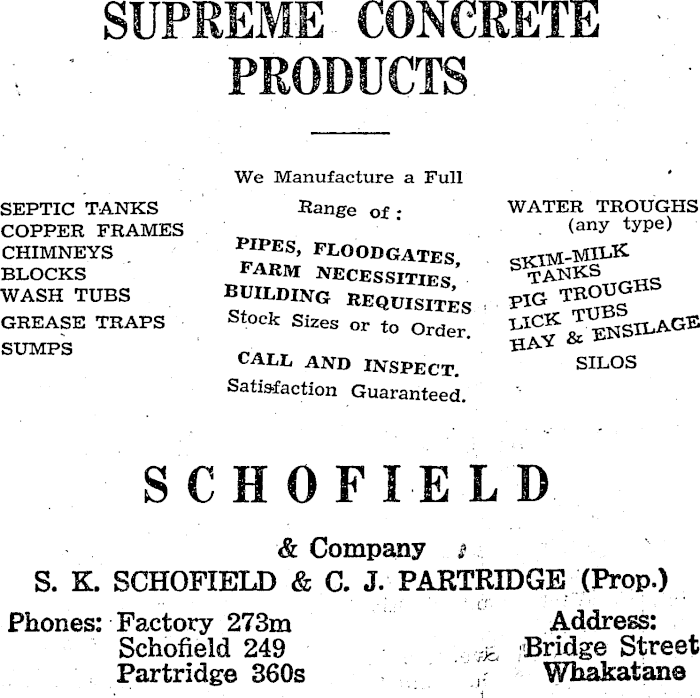 SUPREME CONCRETE
PRODUCTS
We Manufacture a Full
Range of :
SEPTIC TANKS
COPPER FRAMES
CHIMNEYS
BLOCKS
WASH TUBS
GREASE TRAPS
SUMPS
PIPES, FLOODGATES,
FARM NECESSITIES,
BUILDING REQUISITES
Stock Sizes or to Order.
CALL AND INSPECT.
Satisfaction Guaranteed.
WATER TROUGHS
(any type)
SKIM-MILK
TANKS
PIG TROUGHS
LICK TUBS
HAY & ENSILAGE
SILOS
SCHOFIELD
& Company
S. K. SCHOFIELD & C. J. PARTRIDGE (Prop.)
Phones: Factory 273m
Schofield 249
Partridge 360s
Address:
Bridge Street
Whakatane